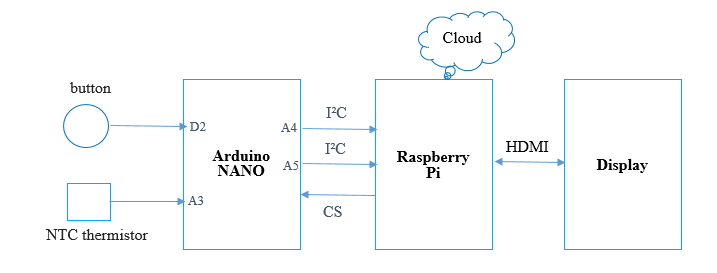 Cloud
button
D2
Arduino
NANO
A4
A5
A3
I²C
I²C
CS
Raspberry
Pi
HDMI
Display
NTC thermistor